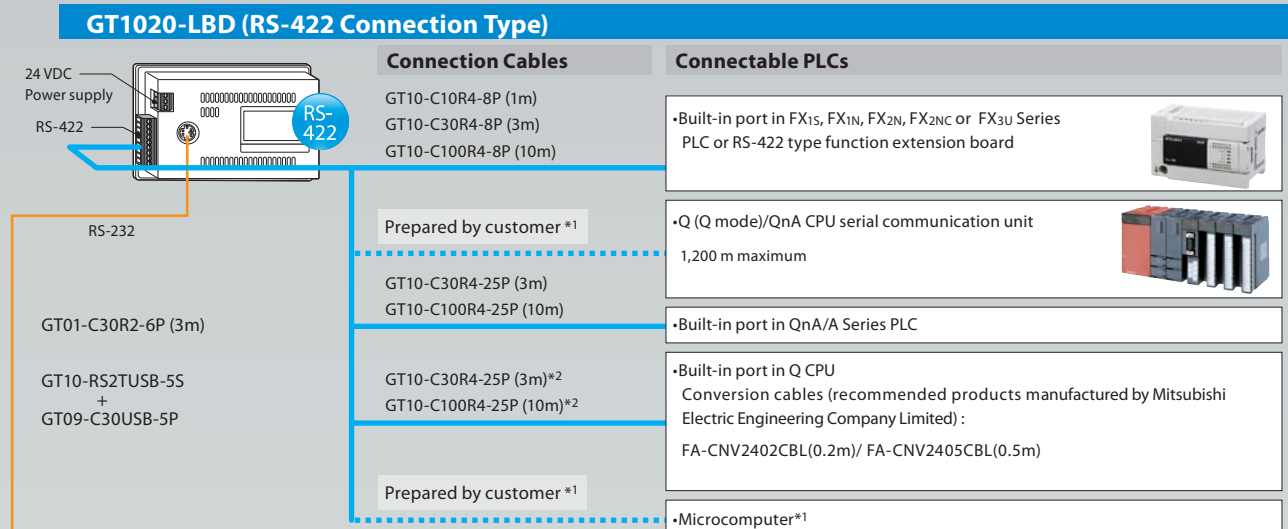 GT1020-LBD (RS-422 Connection Type)
Connection Cables
Connectable PLCs
24 VDC
Power supply
RS-422
RS-
422
RS-232
GT01-C30R2-6P (3m)
GT10-RS2TUSB-5S
+
GT09-C30USB-5P
GT10-C10R4-8P (1m)
GT10-C30R4-8P (3m)
GT10-C100R4-8P (10m)
•Built-in port in FX1S, FX1N, FX2N, FX2NC or FX3U Series
PLC or RS-422 type function extension board
Prepared by customer *1
•Q (Q mode)/QnA CPU serial communication unit
1,200 m maximum
GT10-C30R4-25P (3m)
GT10-C100R4-25P (10m)
•Built-in port in QnA/A Series PLC
GT10-C30R4-25P (3m)*2
GT10-C100R4-25P (10m)*2
•Built-in port in Q CPU
Conversion cables (recommended products manufactured by Mitsubishi
Electric Engineering Company Limited) :
FA-CNV2402CBL(0.2m)/ FA-CNV2405CBL(0.5m)
Prepared by customer *1
•Microcomputer*1